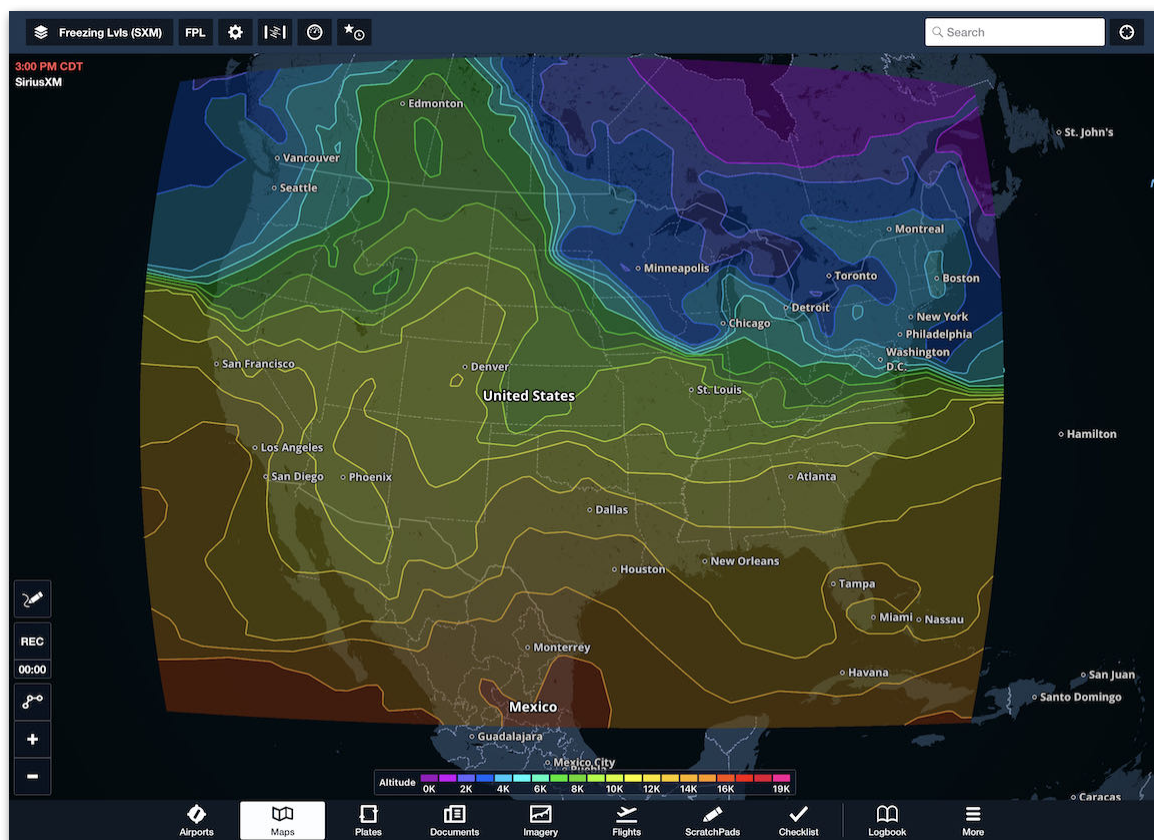 Freezing Lvls (SXM)
FPL
Search
3:00 PM CDT
SiriusXM
Edmonton
St. John's
Vancouver
Seattle
Montreal
Minneapolis
Toronto
Boston
Detroit
New York
Chicago
Philadelphia
Washington
D.C.
San Francisco
Denver
United States
St. Louis
Hamilton
Los Angeles
San Diego
Phoenix
Atlanta
Dallas
New Orleans
Houston
Tampa
Miami
Nassau
REC
00:00
Monterrey
Havana
San Juan
Santo Domingo
Mexico
Guadalajara
Mexico City
Puebla
Altitude
0K 2K 4K 6K 8K 10K 12K 14K 16K 19K
Caracas
Airports Maps Plates Documents Imagery Flights ScratchPads Checklist Logbook More